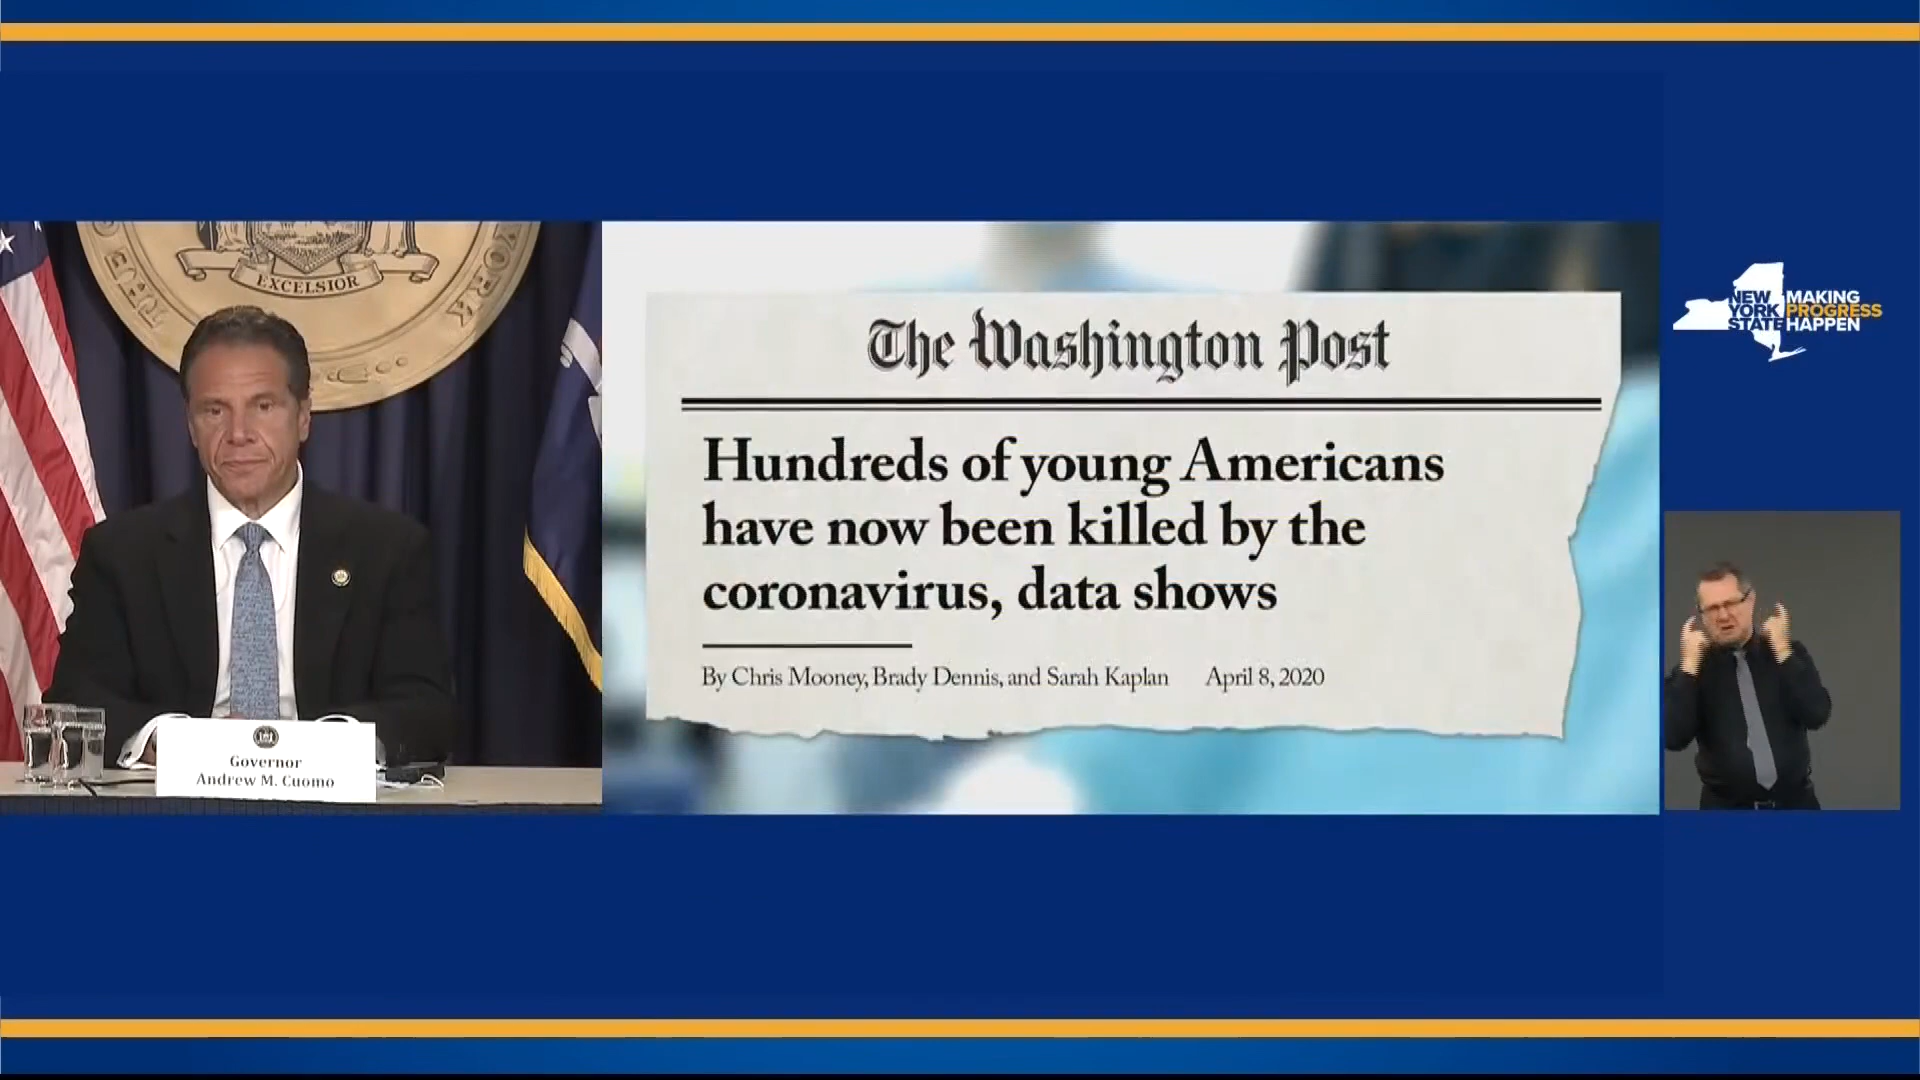 EXCELSIOR
YORK
Governor
Andrew M. Cuomo
The Washington Post
Hundreds of young Americans
have now been killed by the
coronavirus, data shows
By Chris Mooney, Brady Dennis, and Sarah Kaplan April 8, 2020
NEW
YORK
STATE
MAKING
PROGRESS
HAPPEN